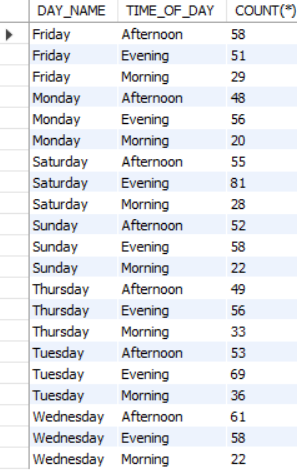 DAY_NAME TIME_OF_DAY COUNT(*)
Friday Afternoon 58
Friday Evening 51
Friday Morning 29
Monday Afternoon 48
Monday Evening 56
Monday Morning 20
Saturday Afternoon 55
Saturday Evening 81
Saturday Morning 28
Sunday Afternoon 52
Sunday Evening 58
Sunday Morning 22
Thursday Afternoon 49
Thursday Evening 56
Thursday Morning 33
Tuesday Afternoon 53
Tuesday Evening 69
Tuesday Morning 36
Wednesday Afternoon 61
Wednesday Evening 58
Wednesday Morning 22